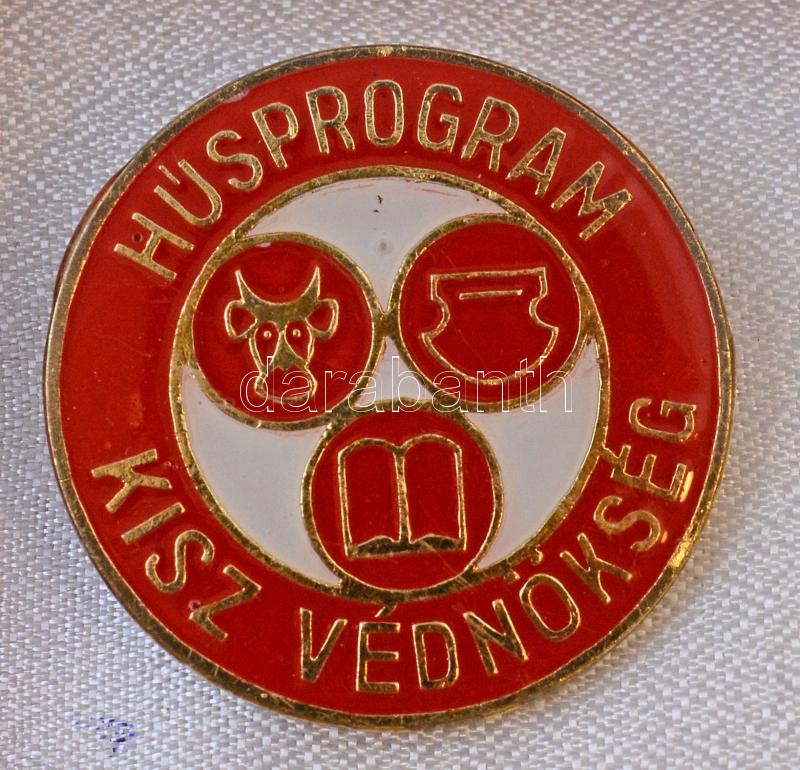 HÚSPROGRAM
KISZ VÉDNÖKSÉG
darabanth